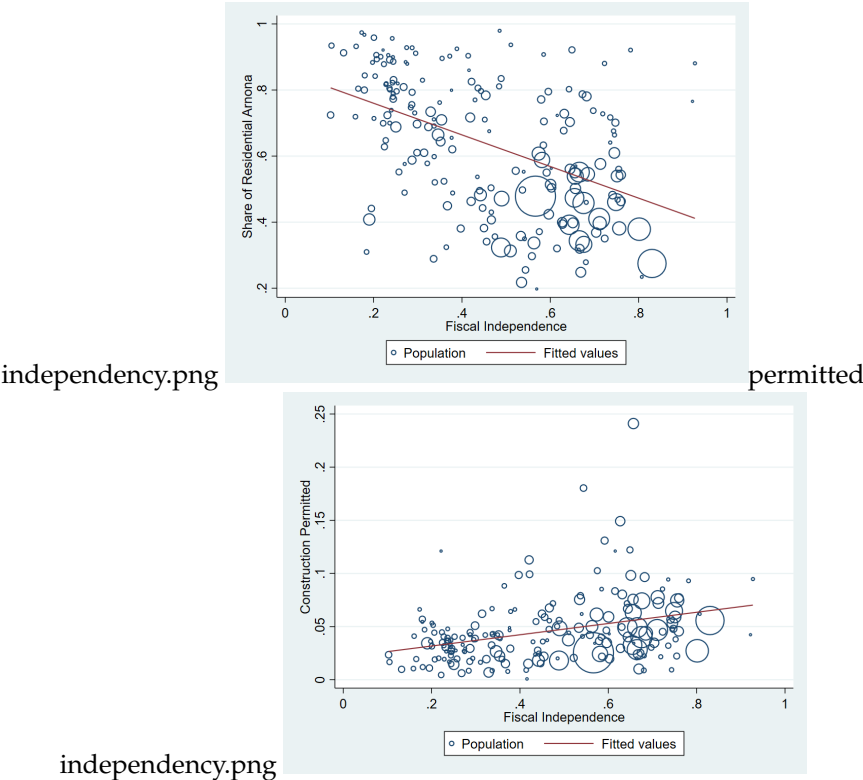 1
.8
.6
.4
.2
Share of Residential Arnona
0 .2 .4 .6 .8 1
Fiscal Independence
Population Fitted values
independency.png permitted
.25
.2
.15
.1
.05
0
Construction Permitted
0 .2 .4 .6 .8 1
Fiscal Independence
Population Fitted values
independency.png